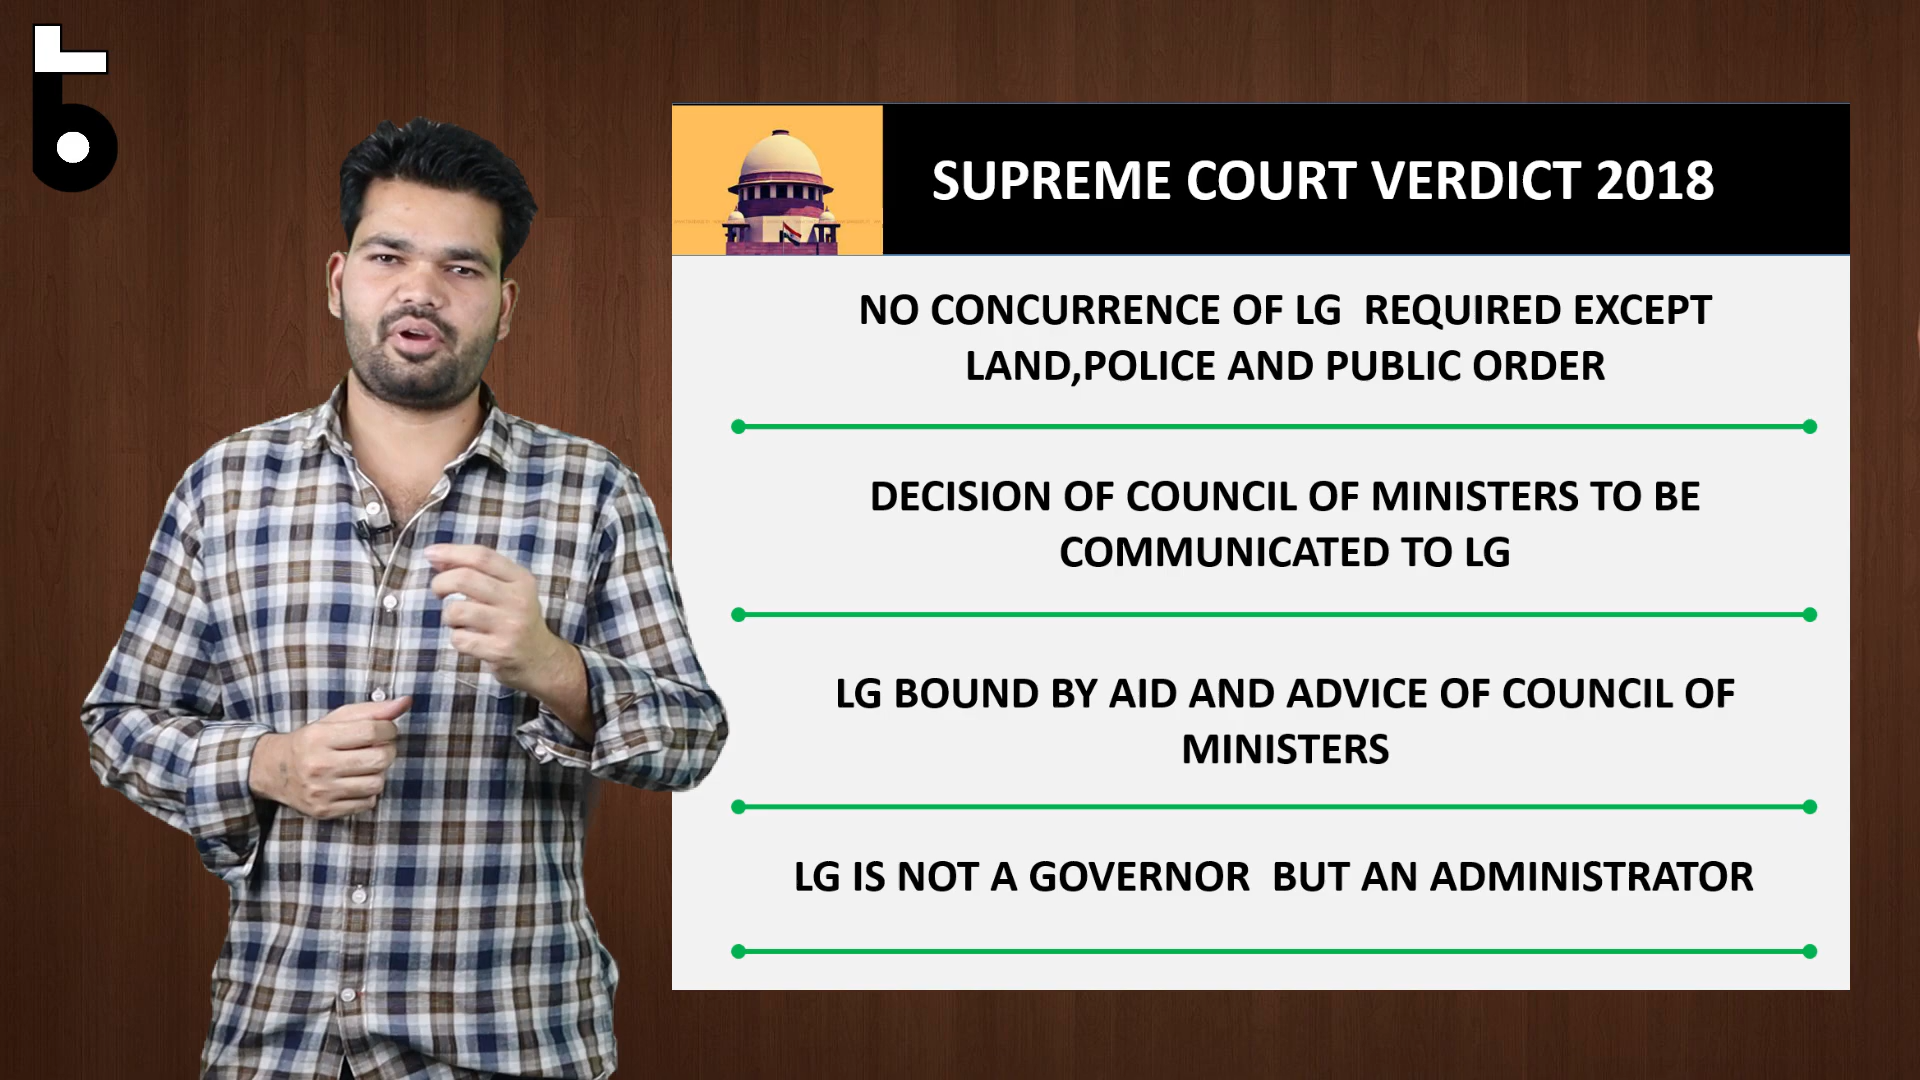 SUPREME COURT VERDICT 2018
NO CONCURRENCE OF LG  REQUIRED EXCEPT
LAND,POLICE AND PUBLIC ORDER
DECISION OF COUNCIL OF MINISTERS TO BE
COMMUNICATED TO LG
LG BOUND BY AID AND ADVICE OF COUNCIL OF
MINISTERS
LG IS NOT A GOVERNOR  BUT AN ADMINISTRATOR